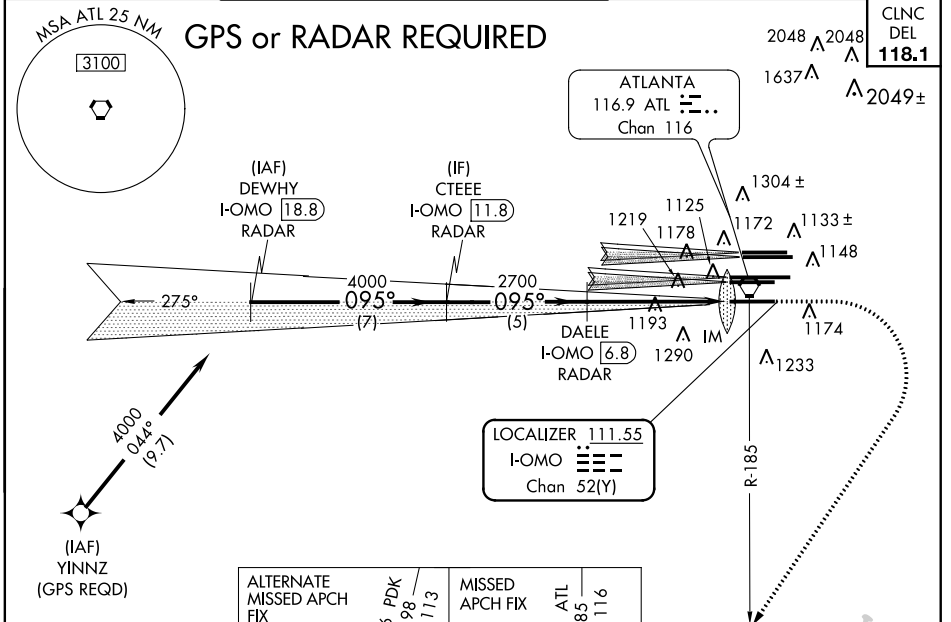 MSA ATL 25 NM
3100
GPS or RADAR REQUIRED
CLNC
DEL
118.1
2048
2048
1637
2049±
ATLANTA
116.9 ATL
Chan 116
(IAF)
DEWHY
I-OMO 18.8
RADAR
(IF)
CTEEE
I-OMO 11.8
RADAR
1304 ±
1125
1219
1178
1172
1133 ±
1148
275°
4000
095°
(7)
2700
095°
(5)
DAELE
I-OMO 6.8
RADAR
1193
1290
IM
1174
1233
4000
044°
(9.7)
LOCALIZER 111.55
I-OMO
Chan 52(Y)
R-185
(IAF)
YINNZ
(GPS REQD)
ALTERNATE
MISSED APCH
FIX
PDK
98
113
MISSED
APCH FIX
ATL
85
116